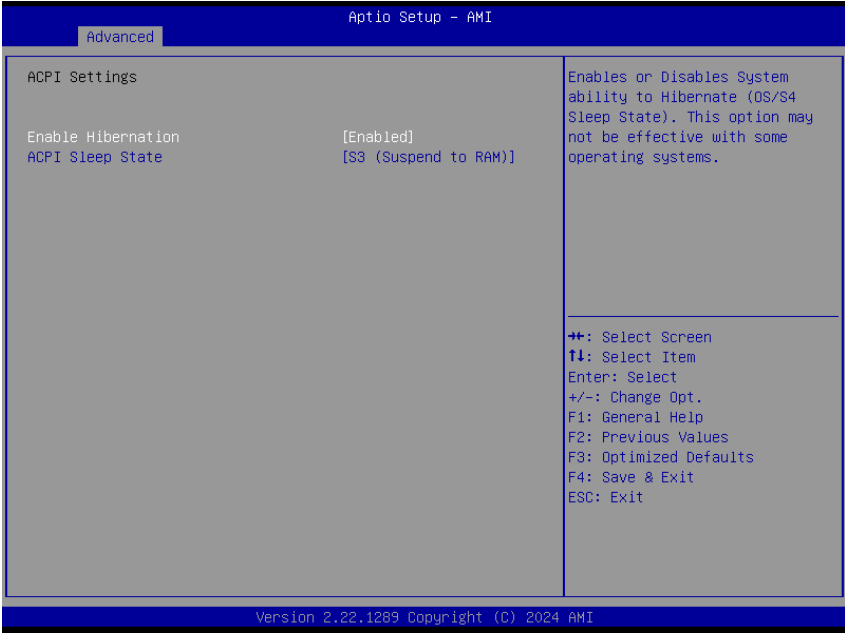 Aptio Setup – AMI
Advanced
ACPI Settings
Enable Hibernation [Enabled]
ACPI Sleep State [S3 (Suspend to RAM)]
Enables or Disables System
ability to Hibernate (OS/S4
Sleep State). This option may
not be effective with some
operating systems.
→←: Select Screen
↑↓: Select Item
Enter: Select
+/-: Change Opt.
F1: General Help
F2: Previous Values
F3: Optimized Defaults
F4: Save & Exit
ESC: Exit
Version 2.22.1289 Copyright (C) 2024 AMI